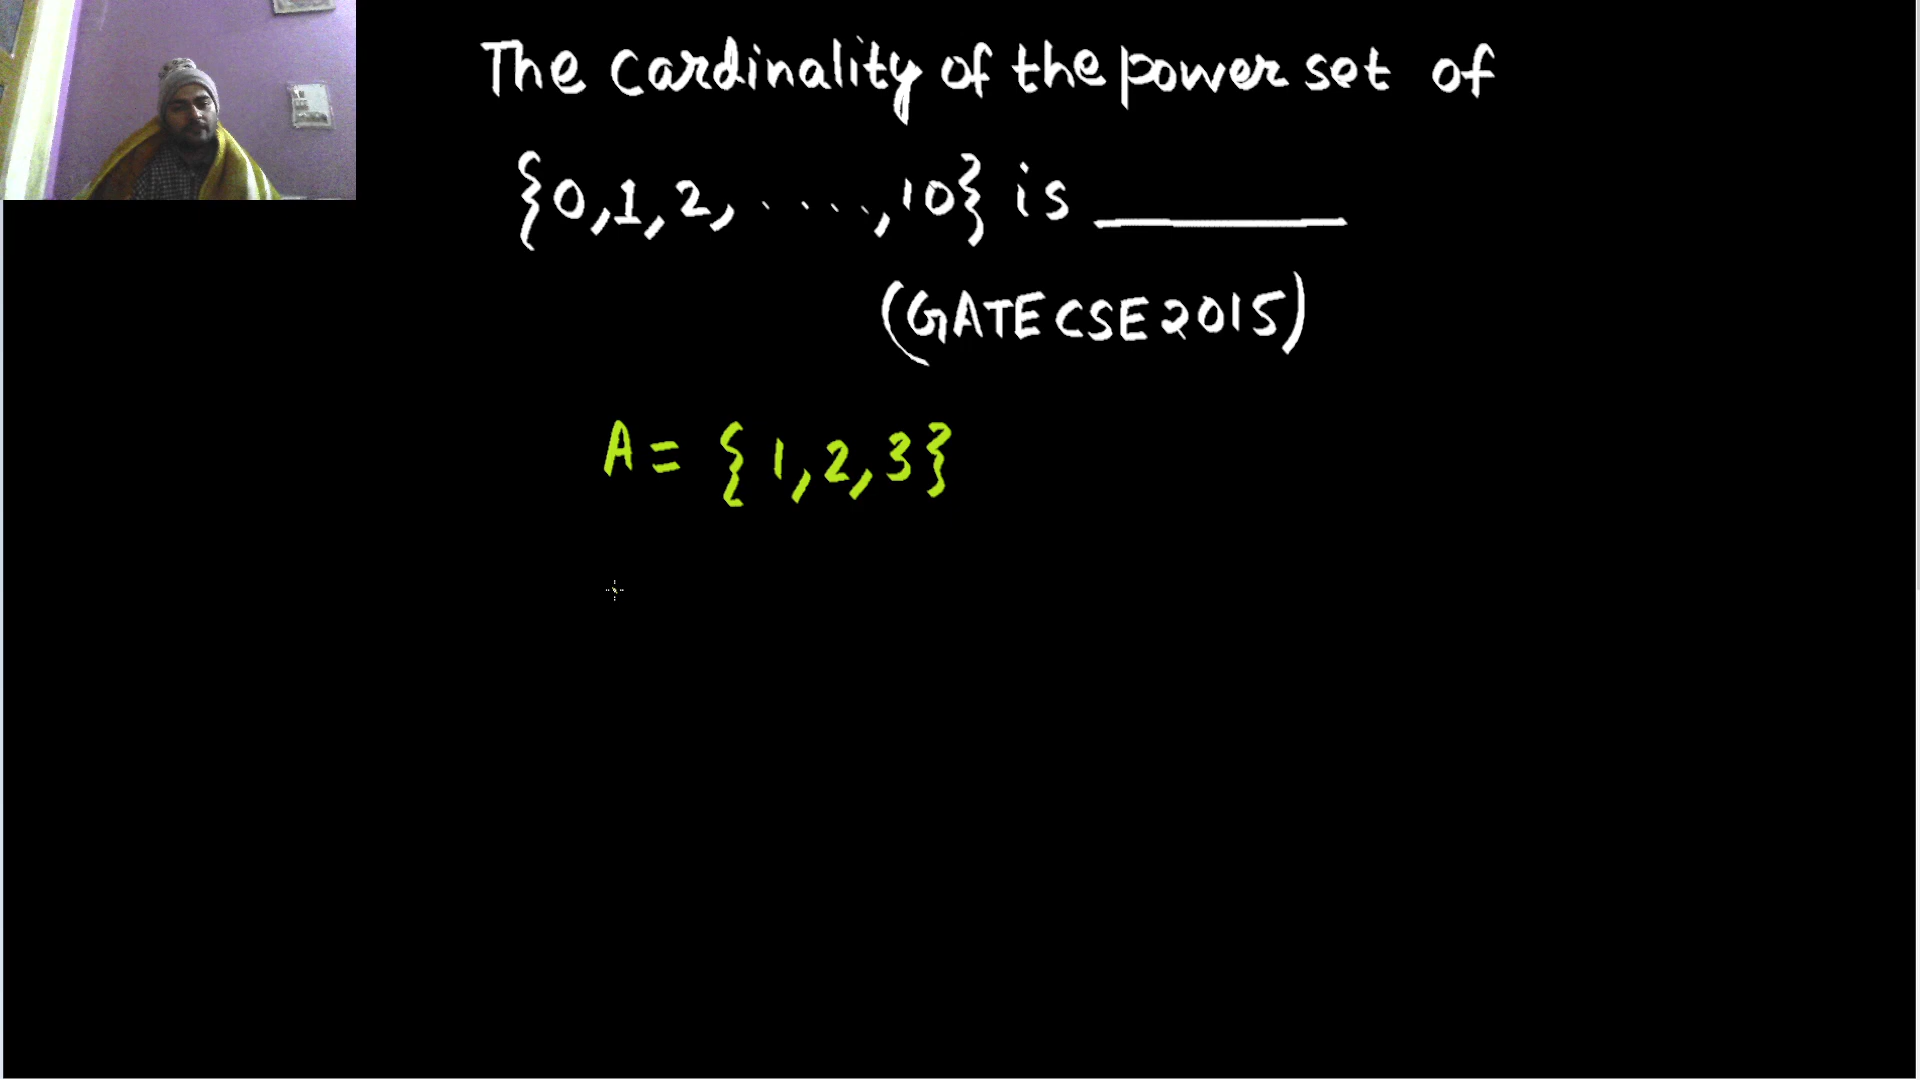 The cardinality of the power set of
{0,1,2, ....,10} is ______
(GATE CSE 2015)
A = {1,2,3}